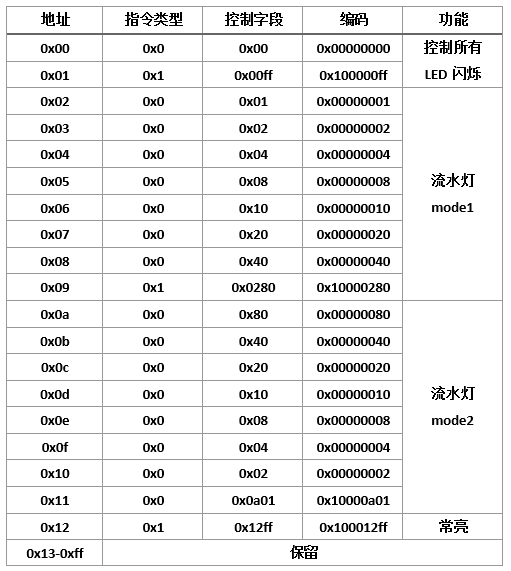 地址 指令类型 控制字段 编码 功能
0x00 0x0 0x00 0x00000000 控制所有
0x01 0x1 0x00ff 0x100000ff LED 闪烁
0x02 0x0 0x01 0x00000001
0x03 0x0 0x02 0x00000002
0x04 0x0 0x04 0x00000004
0x05 0x0 0x08 0x00000008 流水灯
0x06 0x0 0x10 0x00000010 mode1
0x07 0x0 0x20 0x00000020
0x08 0x0 0x40 0x00000040
0x09 0x1 0x0280 0x10000280
0x0a 0x0 0x80 0x00000080
0x0b 0x0 0x40 0x00000040
0x0c 0x0 0x20 0x00000020
0x0d 0x0 0x10 0x00000010 流水灯
0x0e 0x0 0x08 0x00000008 mode2
0x0f 0x0 0x04 0x00000004
0x10 0x0 0x02 0x00000002
0x11 0x0 0x0a01 0x10000a01
0x12 0x1 0x12ff 0x100012ff 常亮
0x13-0xff 保留